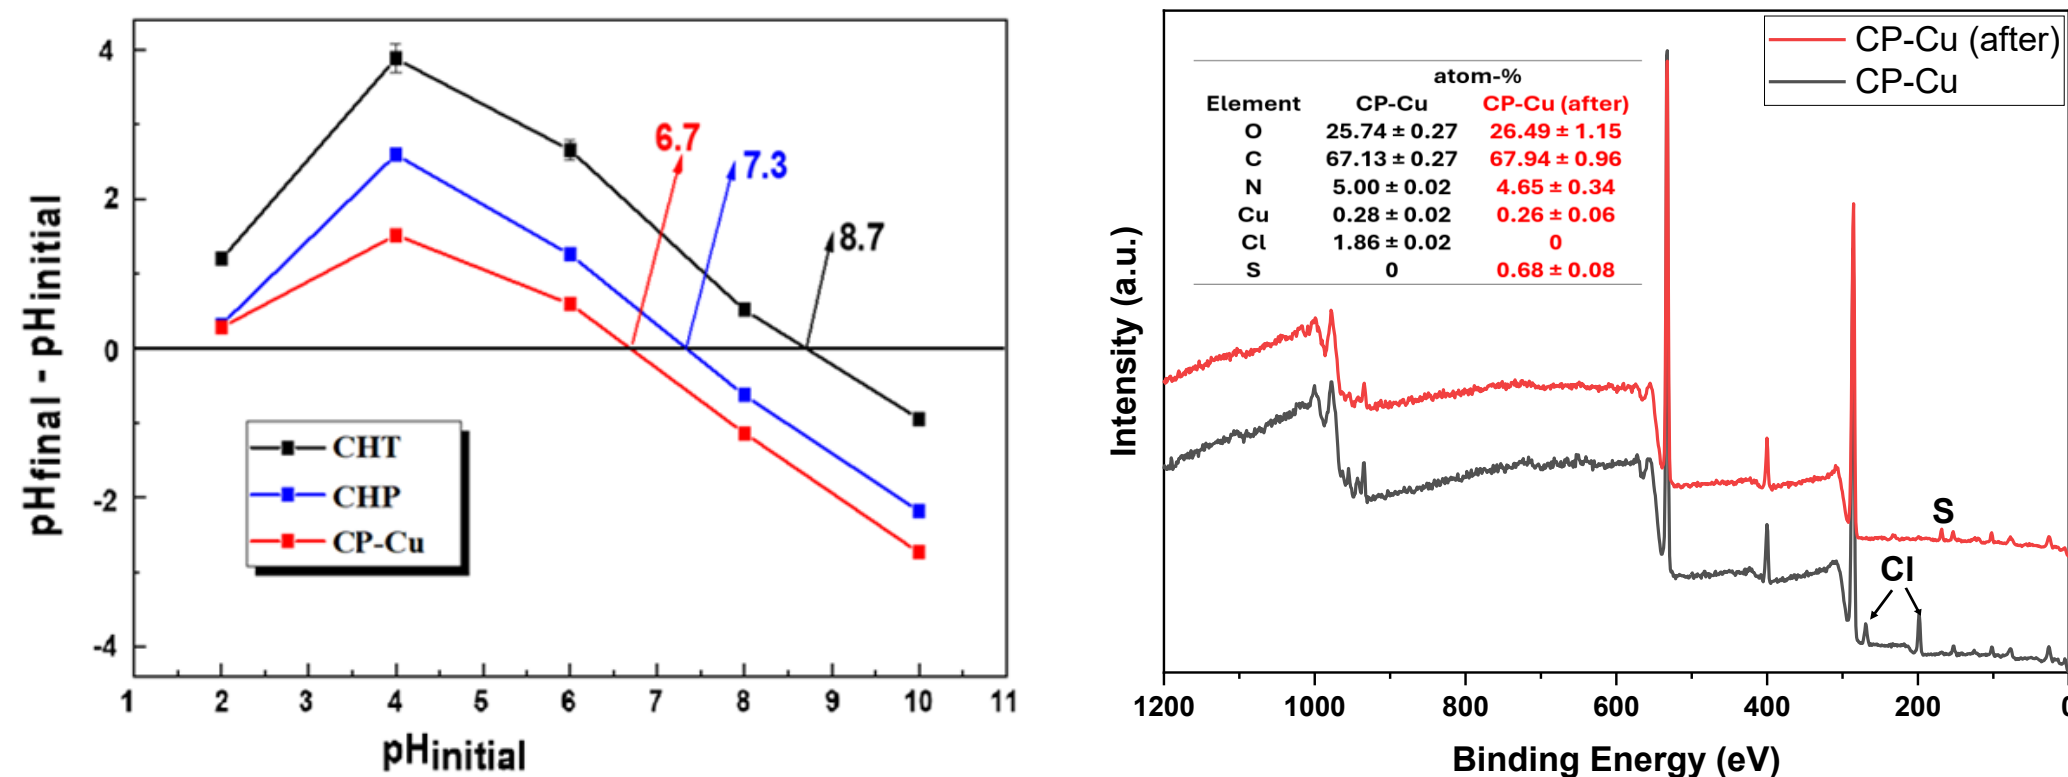 4
2
0
-2
-4
pHfinal - pHinitial
6.7
7.3
8.7
CHT
CHP
CP-Cu
1 2 3 4 5 6 7 8 9 10 11
pHinitial
CP-Cu (after)
CP-Cu
atom-%
Element CP-Cu CP-Cu (after)
O 25.74 ± 0.27 26.49 ± 1.15
C 67.13 ± 0.27 67.94 ± 0.96
N 5.00 ± 0.02 4.65 ± 0.34
Cu 0.28 ± 0.02 0.26 ± 0.06
Cl 1.86 ± 0.02 0
S 0 0.68 ± 0.08
Intensity (a.u.)
S
Cl
1200 1000 800 600 400 200 0
Binding Energy (eV)